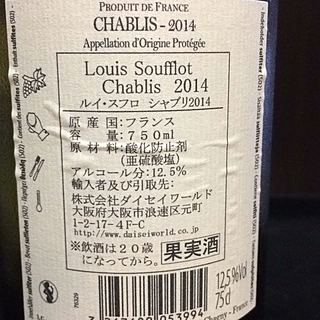 PRODUIT DE FRANCE
CHABLIS - 2014
Appellation d'Origine Protégée
Louis Soufflot
Chablis 2014
ルイ・スフロ シャブリ2014
原産国:フランス
容量:750ml
原材料:酸化防止剤
(亜硫酸塩)
アルコール分:12.5%
輸入者及び引取先:
株式会社ダイセイワールド
大阪府大阪市浪速区元町
1-2-17-4F-C
http://www.daiseiworld.co.jp
※飲酒は20歳
になってから。
果実酒
12,5%Vol
75cl
France